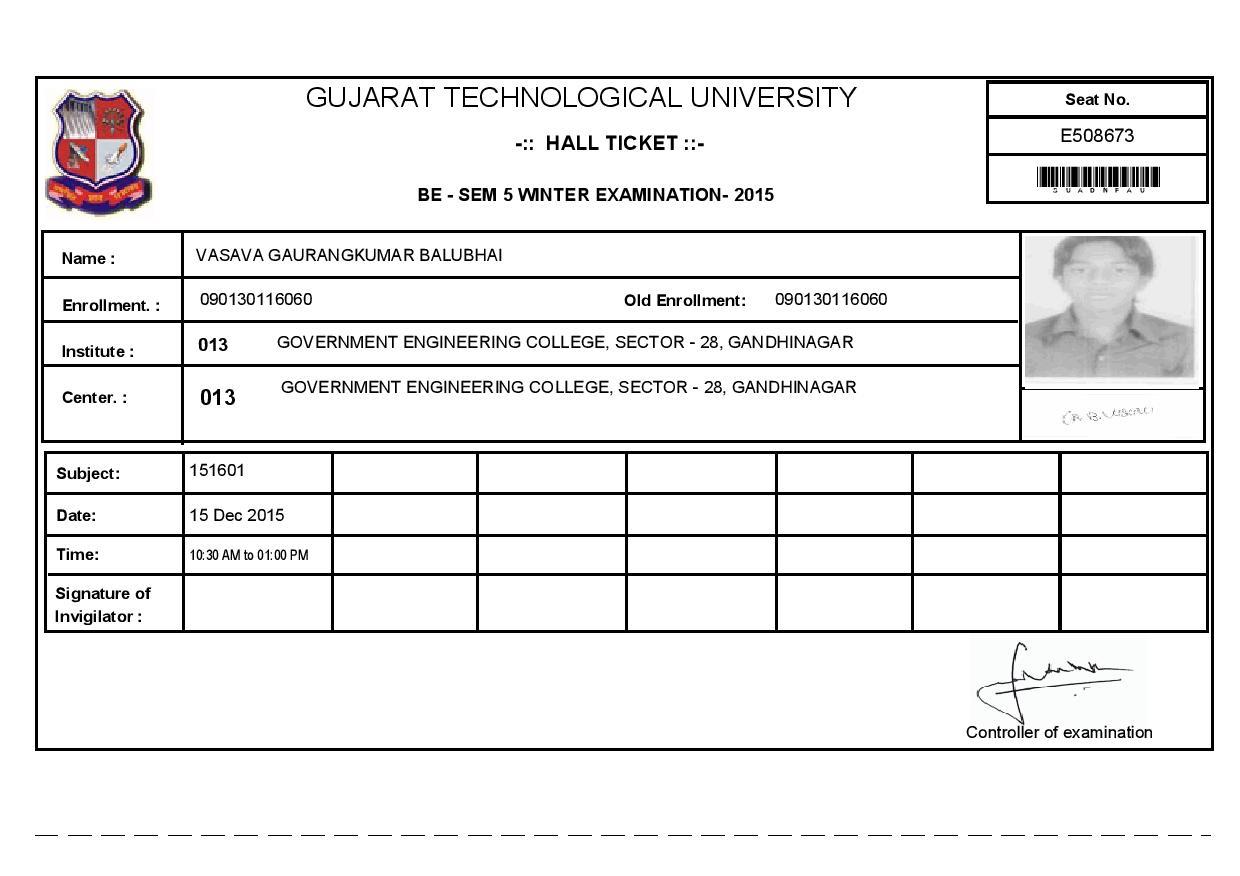 GUJARAT TECHNOLOGICAL UNIVERSITY
-:: HALL TICKET ::-
BE - SEM 5 WINTER EXAMINATION- 2015
Seat No.
E508673
S U A D N F A U
Name : VASAVA GAURANGKUMAR BALUBHAI
Enrollment. : 090130116060 Old Enrollment: 090130116060
Institute : 013 GOVERNMENT ENGINEERING COLLEGE, SECTOR - 28, GANDHINAGAR
Center. : 013 GOVERNMENT ENGINEERING COLLEGE, SECTOR - 28, GANDHINAGAR
Subject: 151601
Date: 15 Dec 2015
Time: 10:30 AM to 01:00 PM
Signature of
Invigilator :
Controller of examination